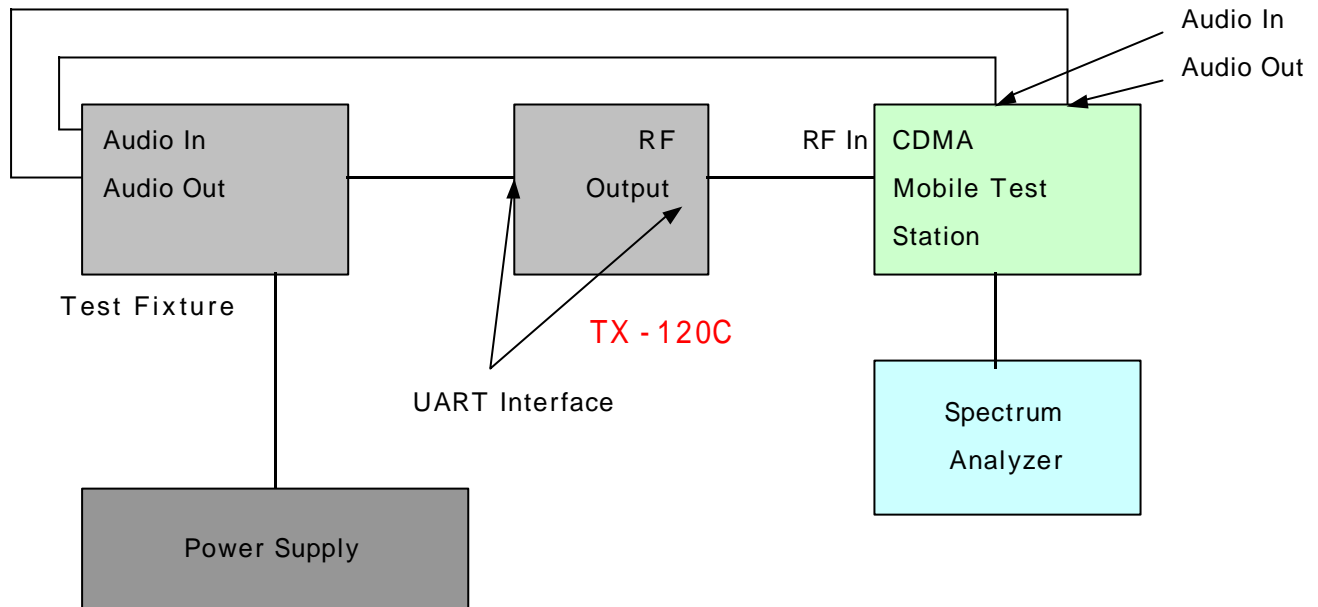 Audio In
Audio Out
Audio In
Audio Out
RF
Output
RF In
CDMA
Mobile Test
Station
Test Fixture
TX - 120C
UART Interface
Spectrum
Analyzer
Power Supply